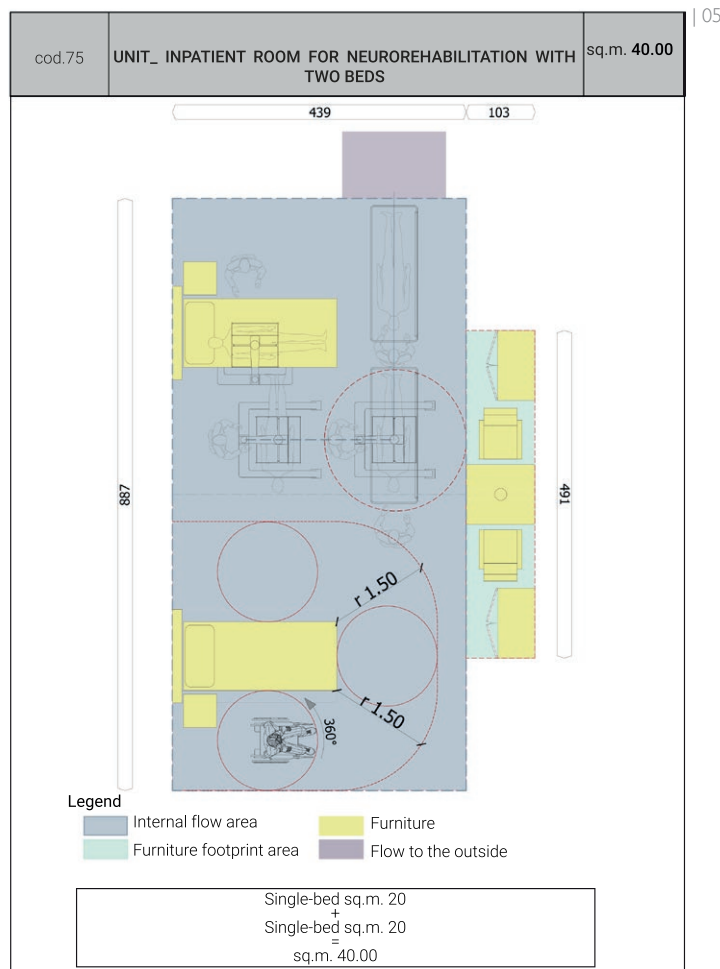 | 05
cod.75
UNIT_ INPATIENT ROOM FOR NEUROREHABILITATION WITH
TWO BEDS
sq.m. 40.00
439
103
887
491
r 1.50
r 1.50
360°
Legend
Internal flow area
Furniture
Furniture footprint area
Flow to the outside
Single-bed sq.m. 20
+
Single-bed sq.m. 20
=
sq.m. 40.00